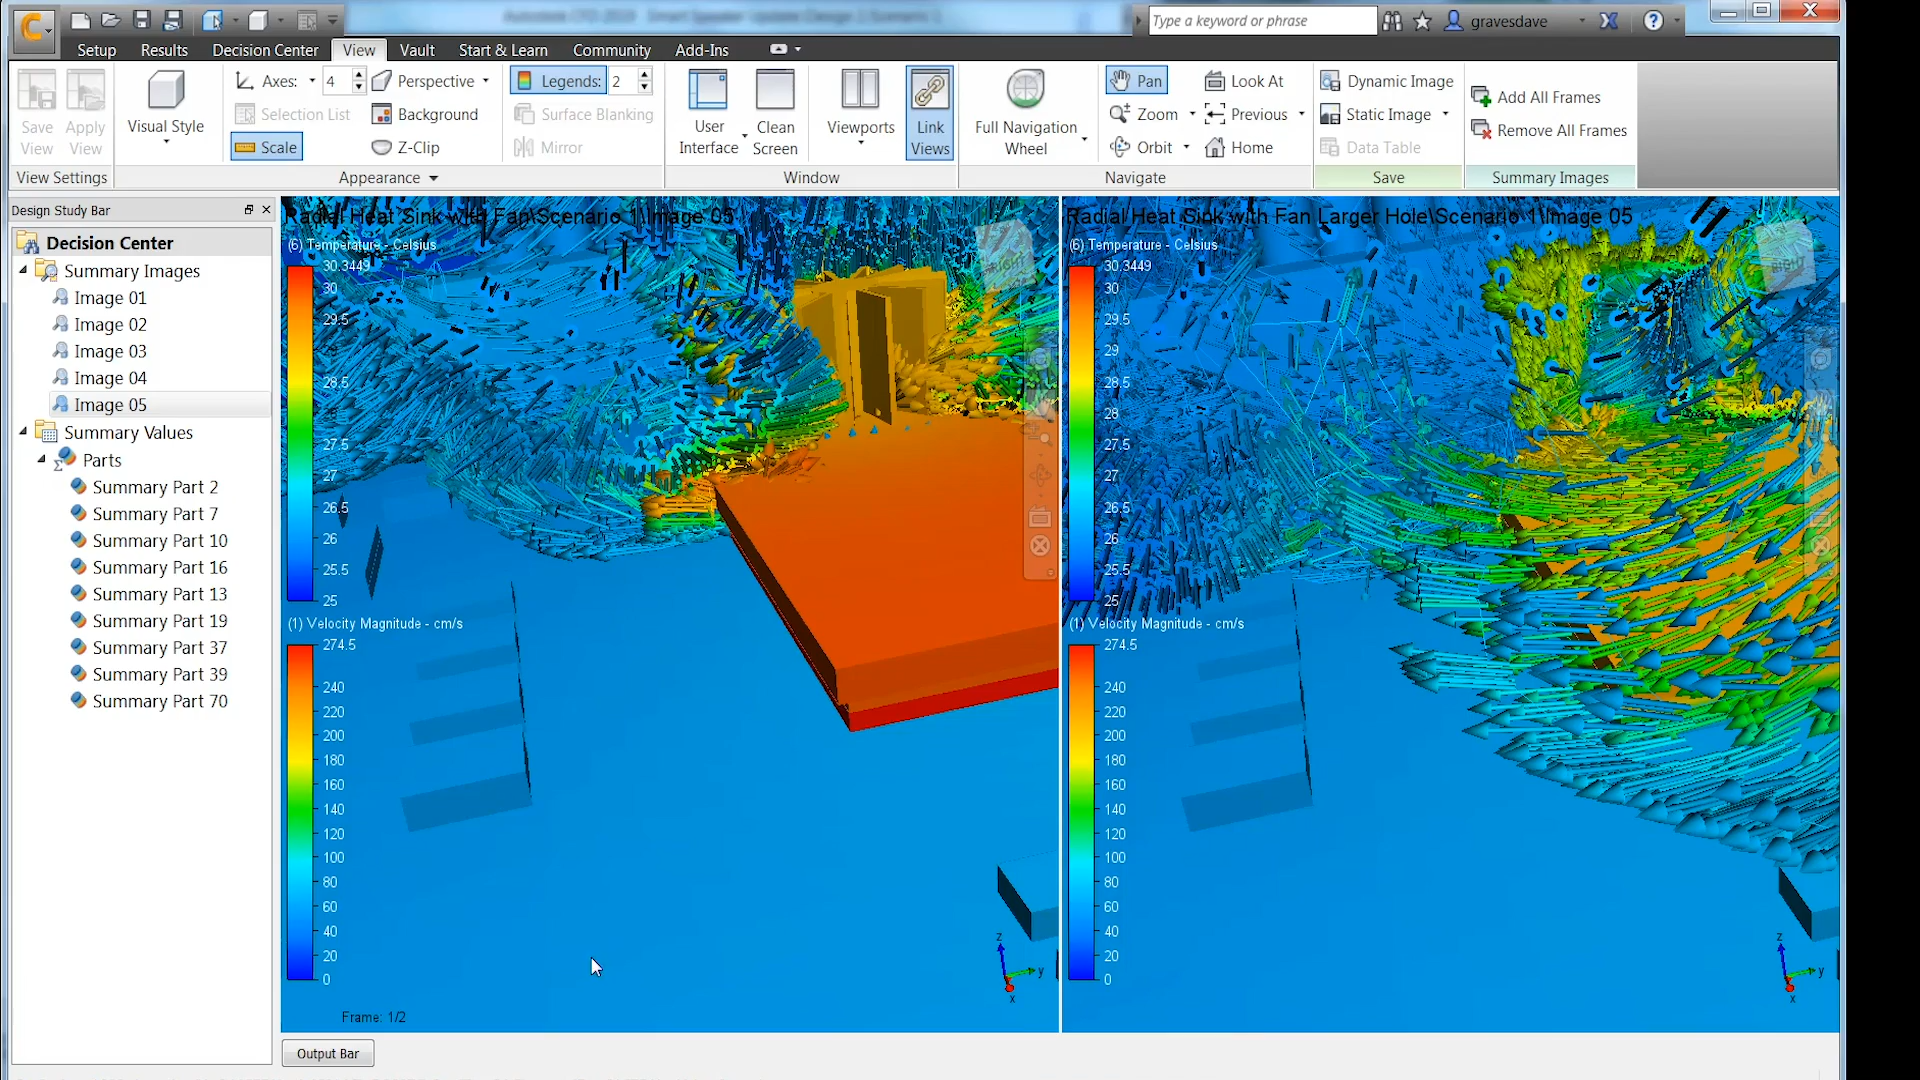 Type a keyword or phrase
gravesdave
Setup Results Decision Center View Vault Start & Learn Community Add-Ins
Save View
Apply View
Visual Style
Axes: 4
Selection List
Scale
Perspective
Background
Z-Clip
Legends: 2
Surface Blanking
Mirror
User Interface
Clean Screen
Viewports
Link Views
Full Navigation Wheel
Pan
Zoom
Orbit
Look At
Previous
Home
Dynamic Image
Static Image
Data Table
Add All Frames
Remove All Frames
View Settings Appearance Window Navigate Save Summary Images
Design Study Bar
Decision Center
Summary Images
Image 01
Image 02
Image 03
Image 04
Image 05
Summary Values
Parts
Summary Part 2
Summary Part 7
Summary Part 10
Summary Part 16
Summary Part 13
Summary Part 19
Summary Part 37
Summary Part 39
Summary Part 70
Radial Heat Sink with Fan\Scenario 1\Image 05
(6) Temperature - Celsius
30.3449
30
29.5
28.5
27.5
27
26.5
26
25.5
25
(1) Velocity Magnitude - cm/s
274.5
240
220
200
180
160
140
120
100
80
60
40
20
0
Frame: 1/2
z
y
x
Radial Heat Sink with Fan Larger Hole\Scenario 1\Image 05
(6) Temperature - Celsius
30.3449
30
29.5
29
28.5
28
27.5
27
26.5
26
25.5
25
(1) Velocity Magnitude - cm/s
274.5
240
220
200
180
160
140
120
100
80
60
40
20
0
z
y
x
Output Bar